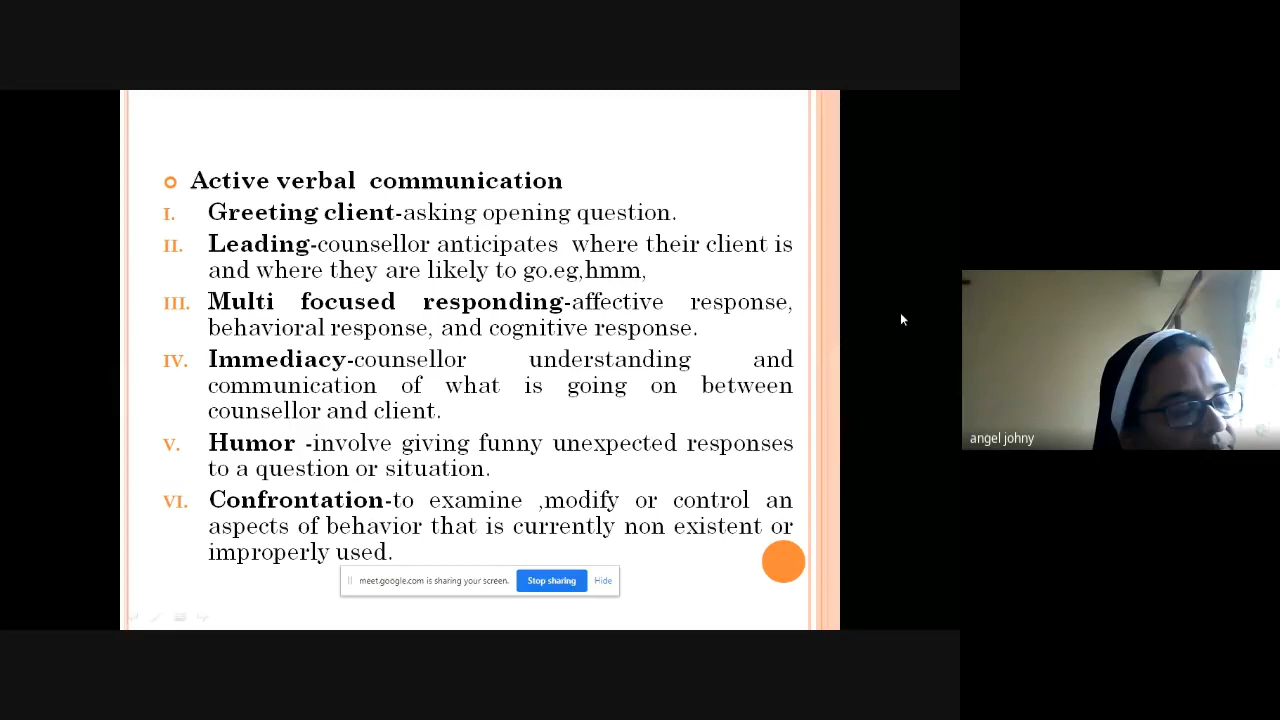 Active verbal communication
I. Greeting client-asking opening question.
II. Leading-counsellor anticipates where their client is
and where they are likely to go.eg,hmm,
III. Multi focused responding-affective response,
behavioral response, and cognitive response.
IV. Immediacy-counsellor understanding and
communication of what is going on between
counsellor and client.
V. Humor -involve giving funny unexpected responses
to a question or situation.
VI. Confrontation-to examine ,modify or control an
aspects of behavior that is currently non existent or
improperly used.
meet.google.com is sharing your screen. Stop sharing Hide
angel johny